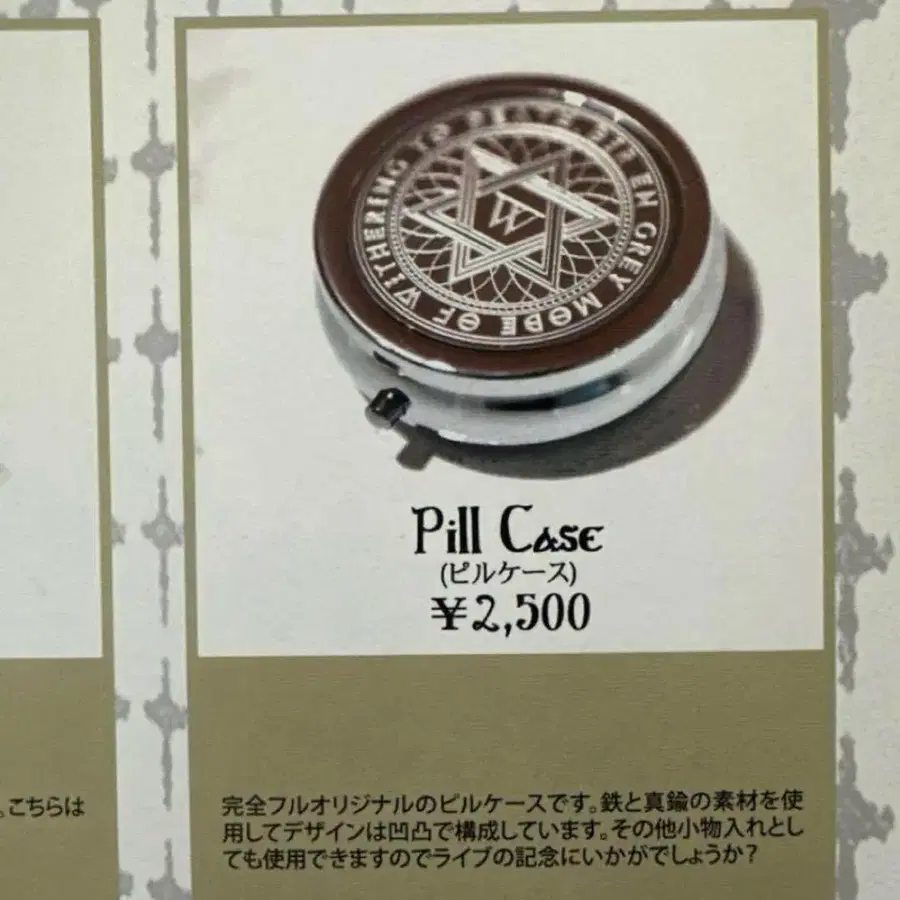 WITHERING TO DEATH. DIR EN GREY MODE OF
W
Pill Case
(ピルケース)
¥2,500
。こちらは
完全フルオリジナルのピルケースです。鉄と真鍮の素材を使
用してデザインは凹凸で構成しています。その他小物入れとし
ても使用できますのでライブの記念にいかがでしょうか?